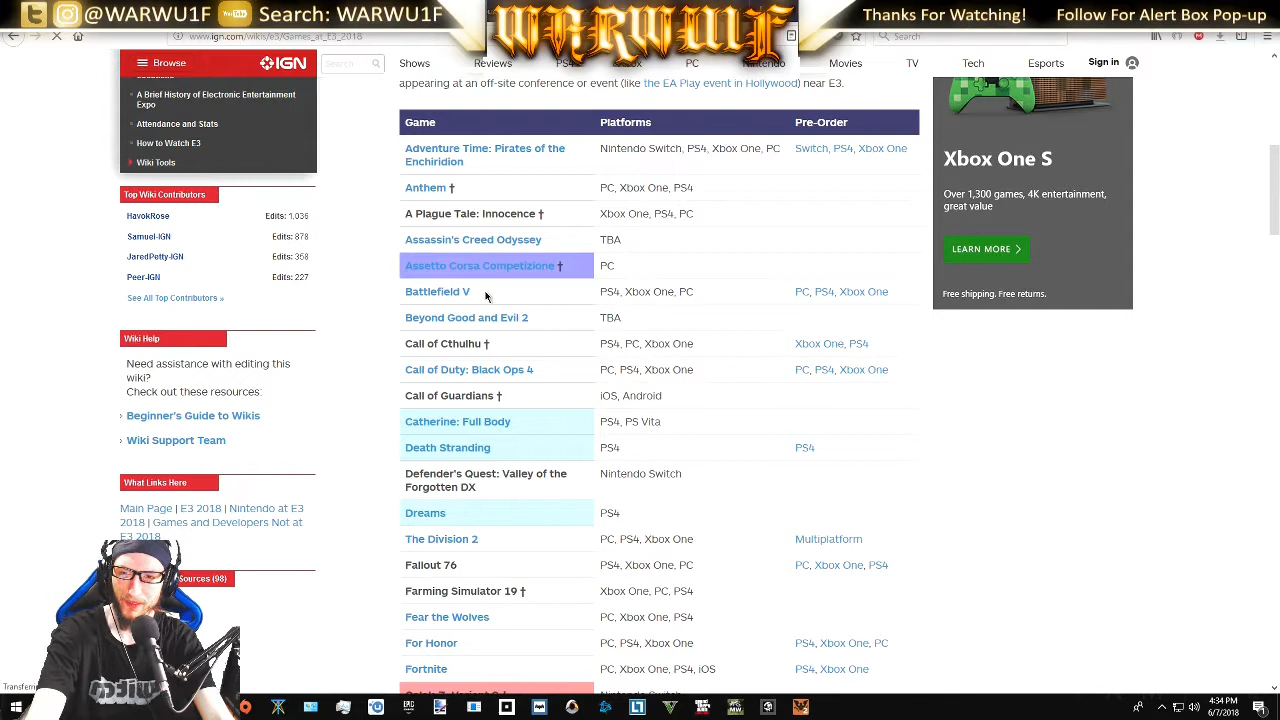 Search: WARWU1F
WARWU1F
Thanks For Watching!
Follow For Alert Box Pop-up
www.ign.com/wikis/e3/Games_at_E3_2018
Search
Browse
IGN
Search
Shows
Reviews
PS4
Xbox
PC
Nintendo
Movies
TV
Tech
Esports
Sign in
Locations
A Brief History of Electronic Entertainment
Expo
Attendance and Stats
How to Watch E3
Wiki Tools
Top Wiki Contributors
HavokRose Edits: 1,036
Samuel-IGN Edits: 878
JaredPetty-IGN Edits: 358
Peer-IGN Edits: 227
See All Top Contributors »
Wiki Help
Need assistance with editing this
wiki?
Check out these resources:
Beginner's Guide to Wikis
Wiki Support Team
What Links Here
Main Page | E3 2018 | Nintendo at E3
2018 | Games and Developers Not at
E3 2018
Sources (98)
appearing at an off-site conference or event (like the EA Play event in Hollywood) near E3.
Game Platforms Pre-Order
Adventure Time: Pirates of the Nintendo Switch, PS4, Xbox One, PC Switch, PS4, Xbox One
Enchiridion
Anthem † PC, Xbox One, PS4
A Plague Tale: Innocence † Xbox One, PS4, PC
Assassin's Creed Odyssey TBA
Assetto Corsa Competizione † PC
Battlefield V PS4, Xbox One, PC PC, PS4, Xbox One
Beyond Good and Evil 2 TBA
Call of Cthulhu † PS4, PC, Xbox One Xbox One, PS4
Call of Duty: Black Ops 4 PC, PS4, Xbox One PC, PS4, Xbox One
Call of Guardians † iOS, Android
Catherine: Full Body PS4, PS Vita
Death Stranding PS4 PS4
Defender's Quest: Valley of the Nintendo Switch
Forgotten DX
Dreams PS4
The Division 2 PC, PS4, Xbox One Multiplatform
Fallout 76 PS4, Xbox One, PC PC, Xbox One, PS4
Farming Simulator 19 † Xbox One, PC, PS4
Fear the Wolves PC, Xbox One, PS4
For Honor PC, PS4, Xbox One PS4, Xbox One, PC
Fortnite PC, Xbox One, PS4, iOS PS4, Xbox One
Xbox One S
Over 1,300 games, 4K entertainment,
great value
LEARN MORE
Free shipping. Free returns.
4:34 PM
6/7/2018